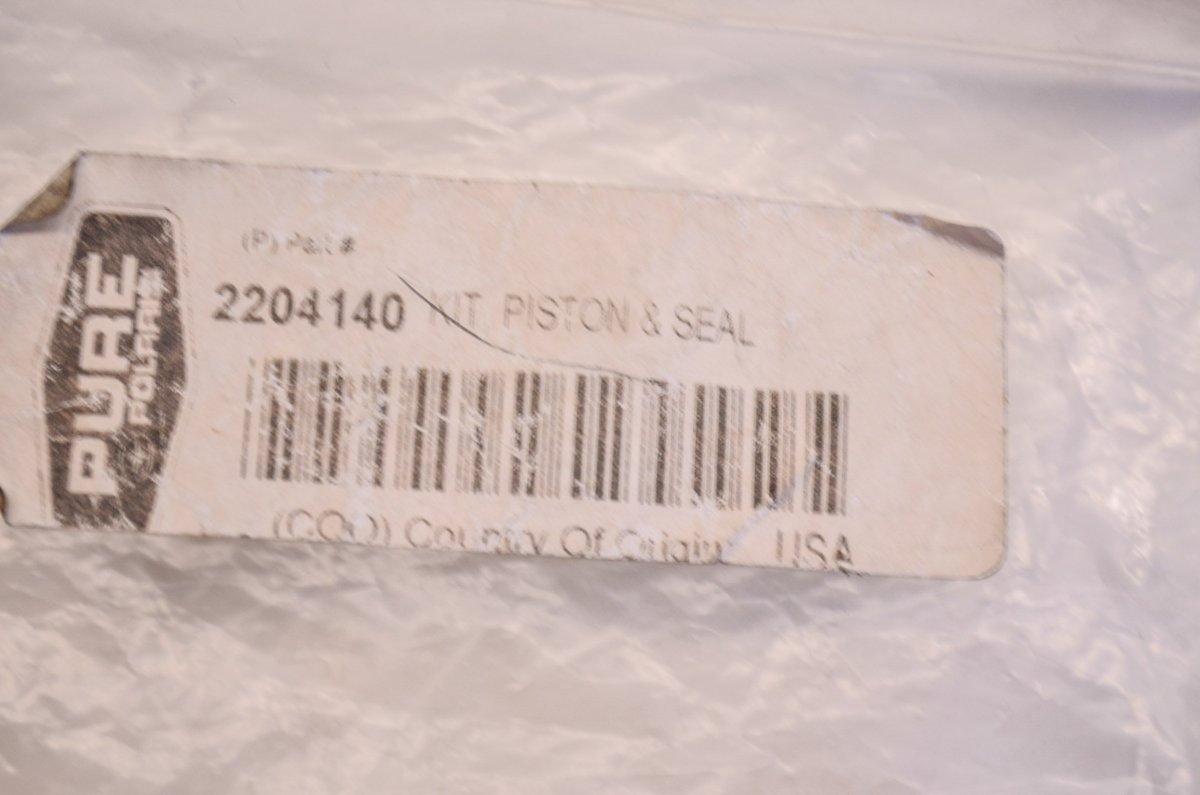 PURE
POLARIS
(P) Part #
2204140 KIT, PISTON & SEAL
(COO) Country Of Origin USA